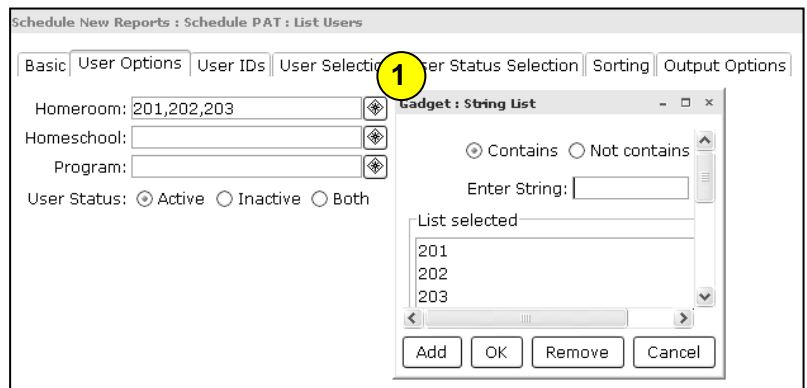 Schedule New Reports : Schedule PAT : List Users
Basic User Options User IDs User Selectio 1 ser Status Selection Sorting Output Options
Homeroom: 201,202,203
Homeschool:
Program:
User Status: Active Inactive Both
Gadget : String List
Contains Not contains
Enter String:
List selected
201
202
203
Add OK Remove Cancel